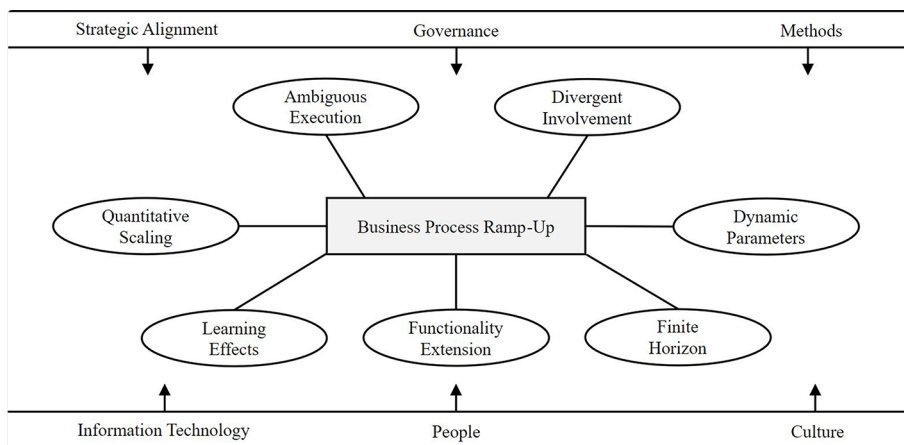 Strategic Alignment
Governance
Methods
Ambiguous
Execution
Divergent
Involvement
Quantitative
Scaling
Business Process Ramp-Up
Dynamic
Parameters
Learning
Effects
Functionality
Extension
Finite
Horizon
Information Technology
People
Culture